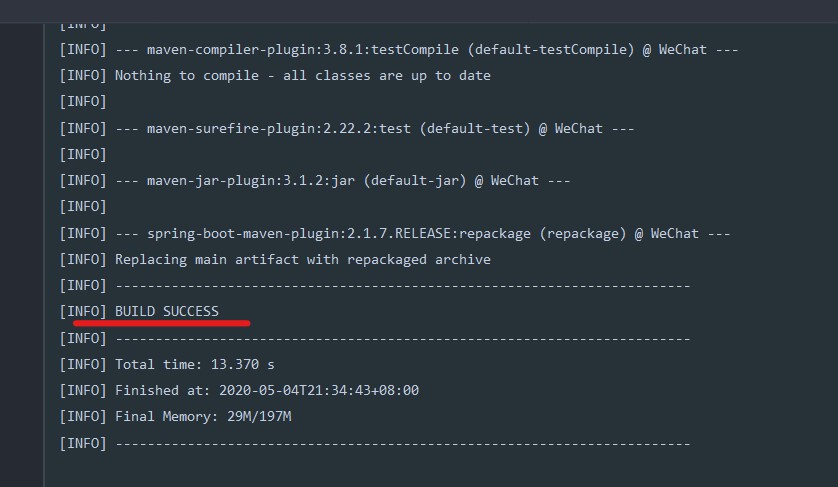 [INFO]
[INFO] --- maven-compiler-plugin:3.8.1:testCompile (default-testCompile) @ WeChat ---
[INFO] Nothing to compile - all classes are up to date
[INFO]
[INFO] --- maven-surefire-plugin:2.22.2:test (default-test) @ WeChat ---
[INFO]
[INFO] --- maven-jar-plugin:3.1.2:jar (default-jar) @ WeChat ---
[INFO]
[INFO] --- spring-boot-maven-plugin:2.1.7.RELEASE:repackage (repackage) @ WeChat ---
[INFO] Replacing main artifact with repackaged archive
[INFO] ------------------------------------------------------------------------
[INFO] BUILD SUCCESS
[INFO] ------------------------------------------------------------------------
[INFO] Total time: 13.370 s
[INFO] Finished at: 2020-05-04T21:34:43+08:00
[INFO] Final Memory: 29M/197M
[INFO] ------------------------------------------------------------------------